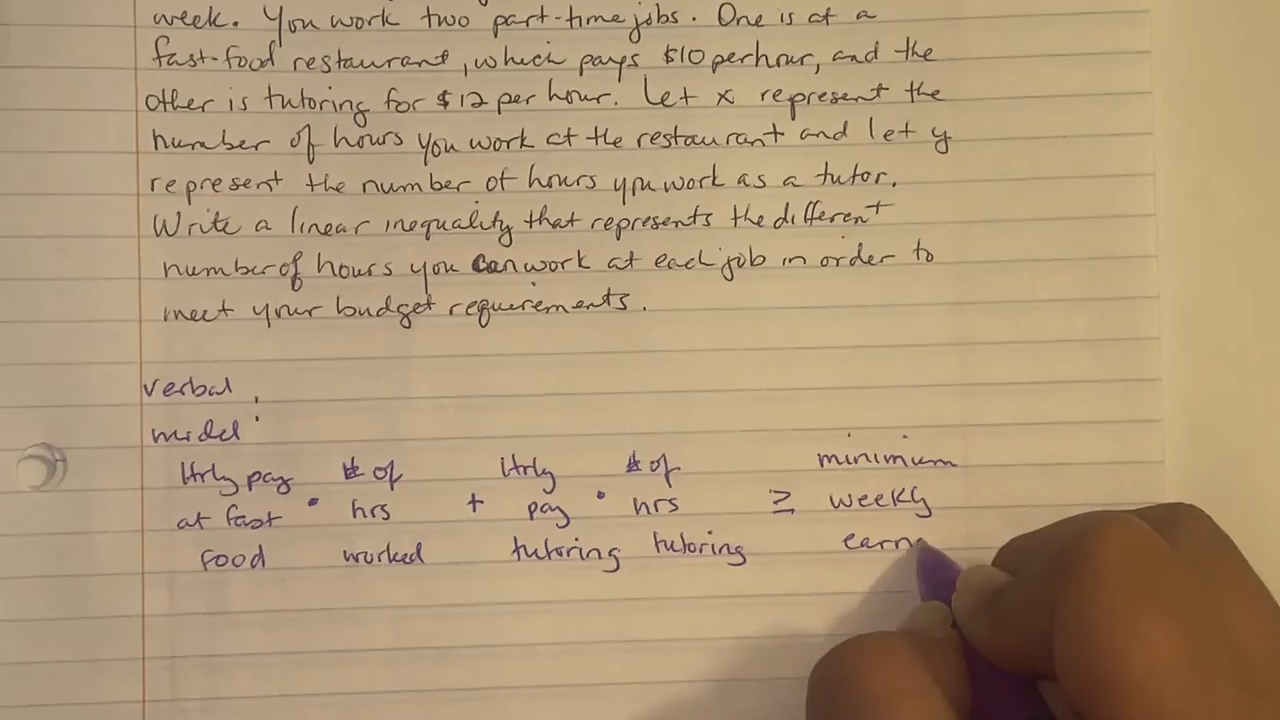 week. You work two part-time jobs. One is at a
fast-food restaurant, which pays $10 perhour, and the
other is tutoring for $12 per hour. Let x represent the
number of hours you work at the restaurant and let y
represent the number of hours you work as a tutor.
Write a linear inequality that represents the different
number of hours you can work at each job in order to
meet your budget requirements.
verbal
model:
Hrly pay # of Hrly # of minimum
at fast • hrs + pay • hrs ≥ weekly
food worked tutoring tutoring earn